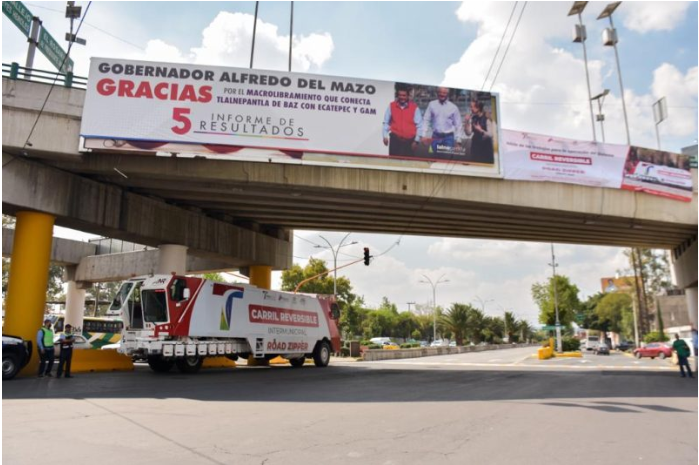 GOBERNADOR ALFREDO DEL MAZO
GRACIAS POR EL MACROLIBRAMIENTO QUE CONECTA
TLALNEPANTLA DE BAZ CON ECATEPEC Y GAM
5 INFORME DE
RESULTADOS
CARRIL REVERSIBLE
CARRIL REVERSIBLE
INTERMUNICIPAL
ROAD ZIPPER